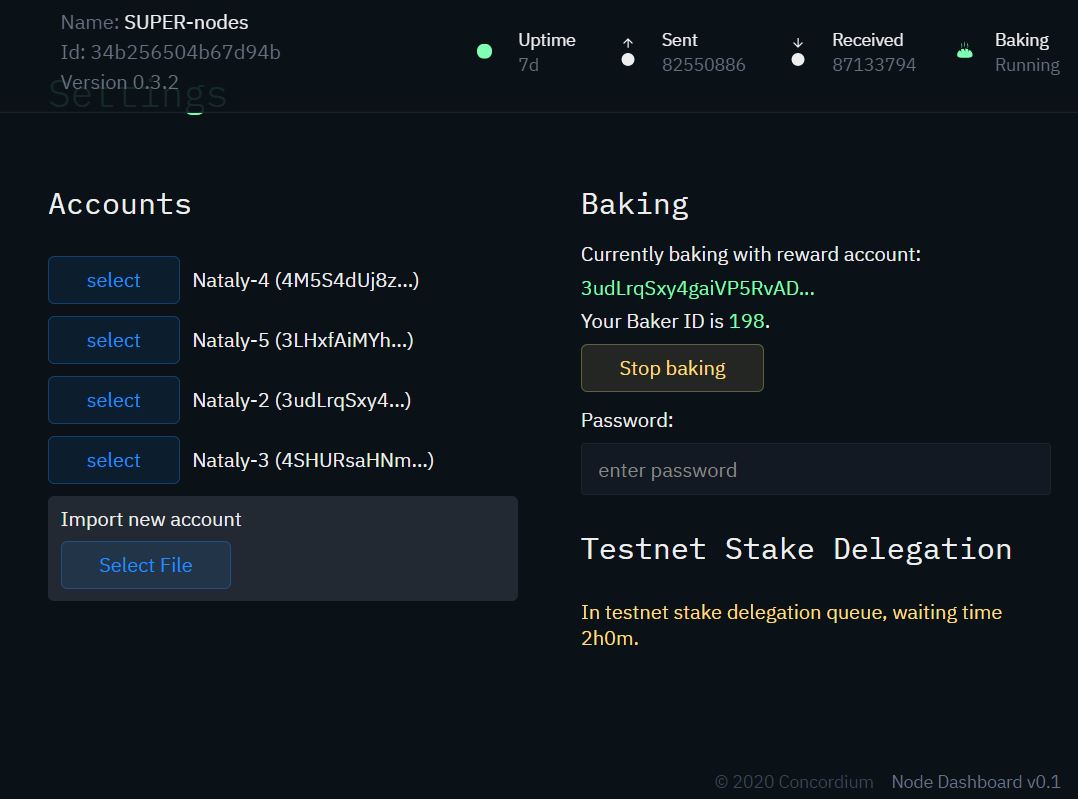 Name: SUPER-nodes
Id: 34b256504b67d94b
Version 0.3.2
Settings
Uptime
7d
Sent
82550886
Received
87133794
Baking
Running
Accounts
select Nataly-4 (4M5S4dUj8z...)
select Nataly-5 (3LHxfAiMYh...)
select Nataly-2 (3udLrqSxy4...)
select Nataly-3 (4SHURsaHNm...)
Import new account
Select File
Baking
Currently baking with reward account:
3udLrqSxy4gaiVP5RvAD...
Your Baker ID is 198.
Stop baking
Password:
enter password
Testnet Stake Delegation
In testnet stake delegation queue, waiting time
2h0m.
© 2020 Concordium Node Dashboard v0.1